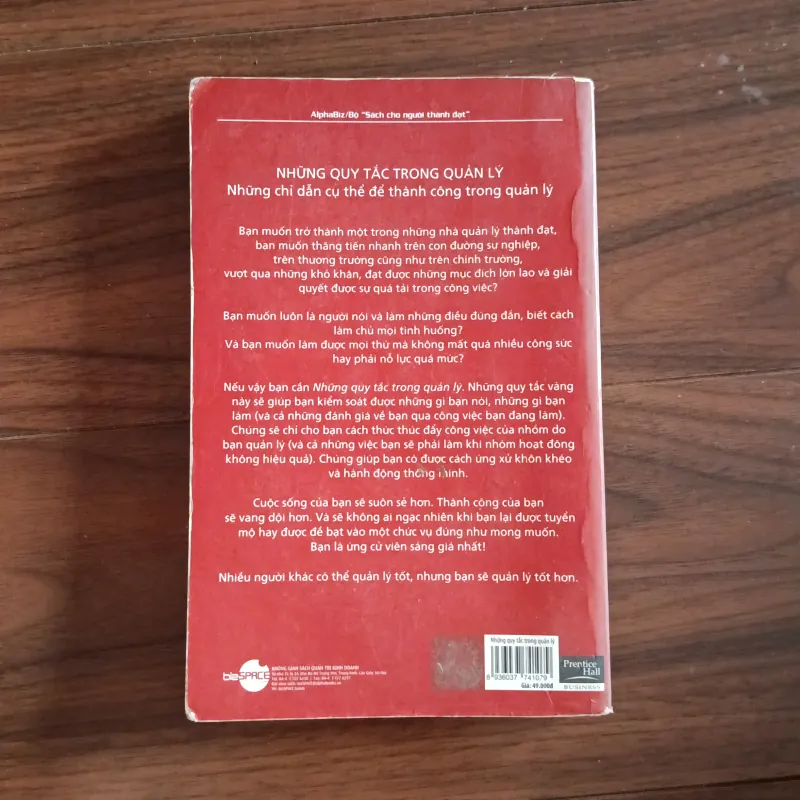 AlphaBiz/Bộ "Sách cho người thành đạt"
NHỮNG QUY TẮC TRONG QUẢN LÝ
Những chỉ dẫn cụ thể để thành công trong quản lý
Bạn muốn trở thành một trong những nhà quản lý thành đạt,
bạn muốn thăng tiến nhanh trên con đường sự nghiệp,
trên thương trường cũng như trên chính trường,
vượt qua những khó khăn, đạt được những mục đích lớn lao và giải
quyết được sự quá tải trong công việc?
Bạn muốn luôn là người nói và làm những điều đúng đắn, biết cách
làm chủ mọi tình huống?
Và bạn muốn làm được mọi thứ mà không mất quá nhiều công sức
hay phải nỗ lực quá mức?
Nếu vậy bạn cần Những quy tắc trong quản lý. Những quy tắc vàng
này sẽ giúp bạn kiểm soát được những gì bạn nói, những gì bạn
làm (và cả những đánh giá về bạn qua công việc bạn đang làm).
Chúng sẽ chỉ cho bạn cách thức thúc đẩy công việc của nhóm do
bạn quản lý (và cả những việc bạn sẽ phải làm khi nhóm hoạt động
không hiệu quả). Chúng giúp bạn có được cách ứng xử khôn khéo
và hành động thông minh.
Cuộc sống của bạn sẽ suôn sẻ hơn. Thành công của bạn
sẽ vang dội hơn. Và sẽ không ai ngạc nhiên khi bạn lại được tuyển
mộ hay được đề bạt vào một chức vụ đúng như mong muốn.
Bạn là ứng cử viên sáng giá nhất!
Nhiều người khác có thể quản lý tốt, nhưng bạn sẽ quản lý tốt hơn.
bizSPACE
KHÔNG GIAN SÁCH QUẢN TRỊ KINH DOANH
Những quy tắc trong quản lý
8 936037 741079
Giá: 49.000đ
Prentice
Hall
BUSINESS